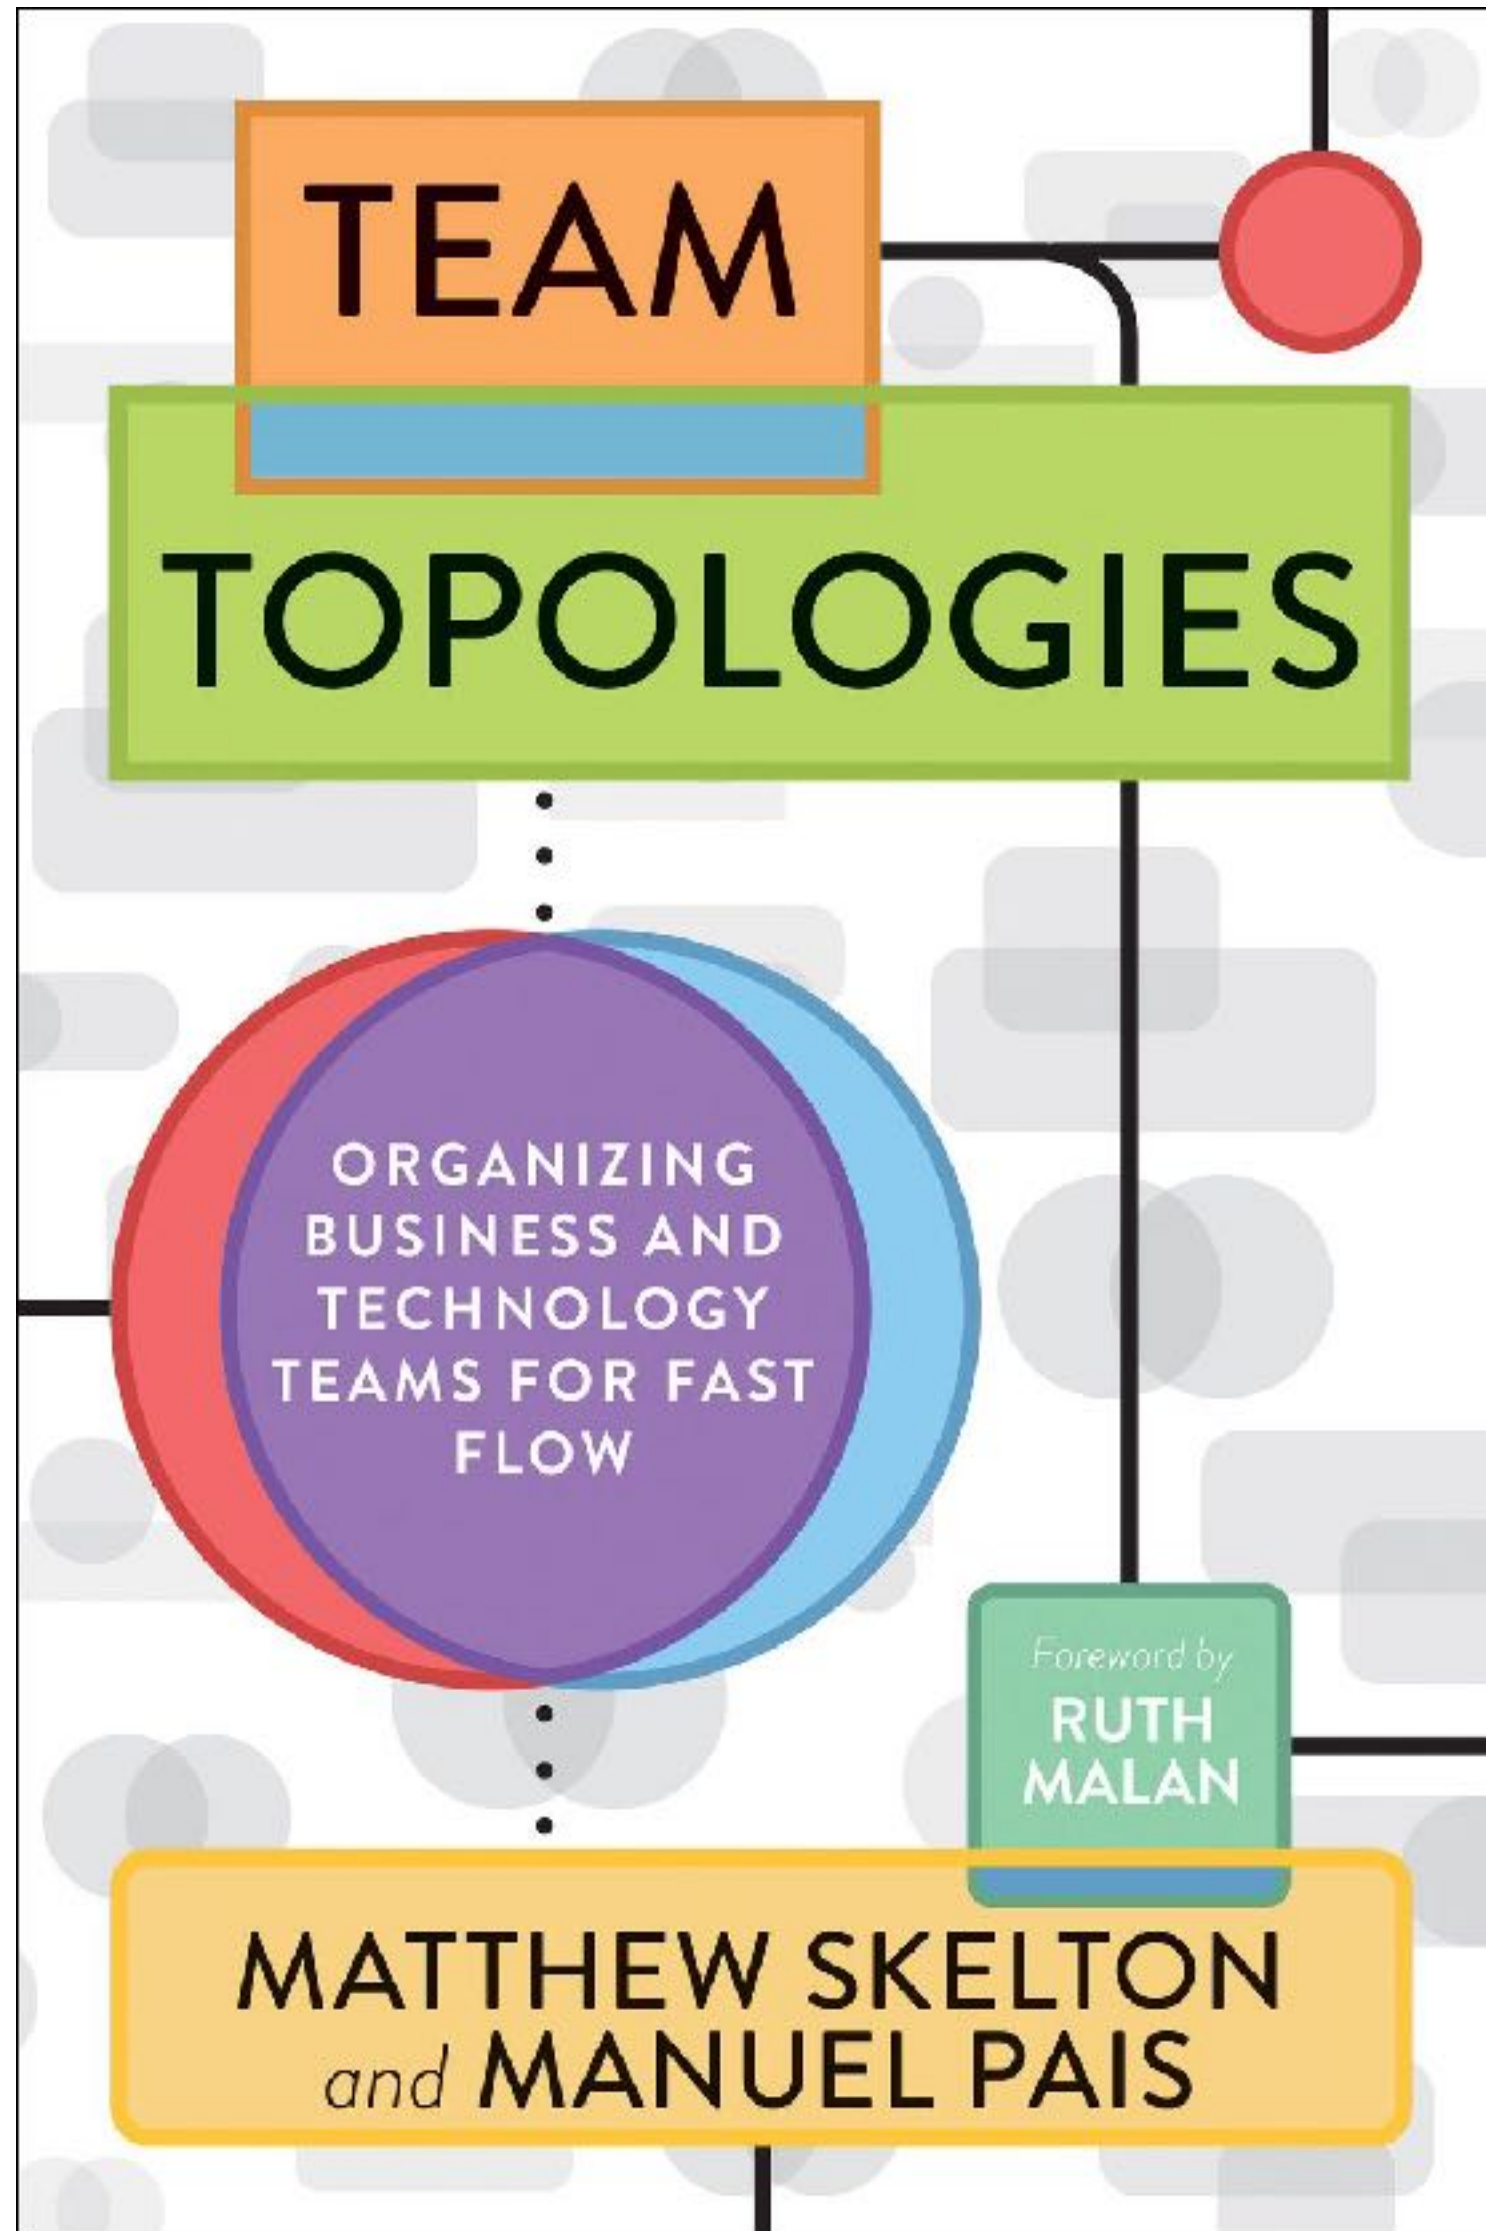 TEAM
TOPOLOGIES
ORGANIZING
BUSINESS AND
TECHNOLOGY
TEAMS FOR FAST
FLOW
Foreword by
RUTH
MALAN
MATTHEW SKELTON
and MANUEL PAIS